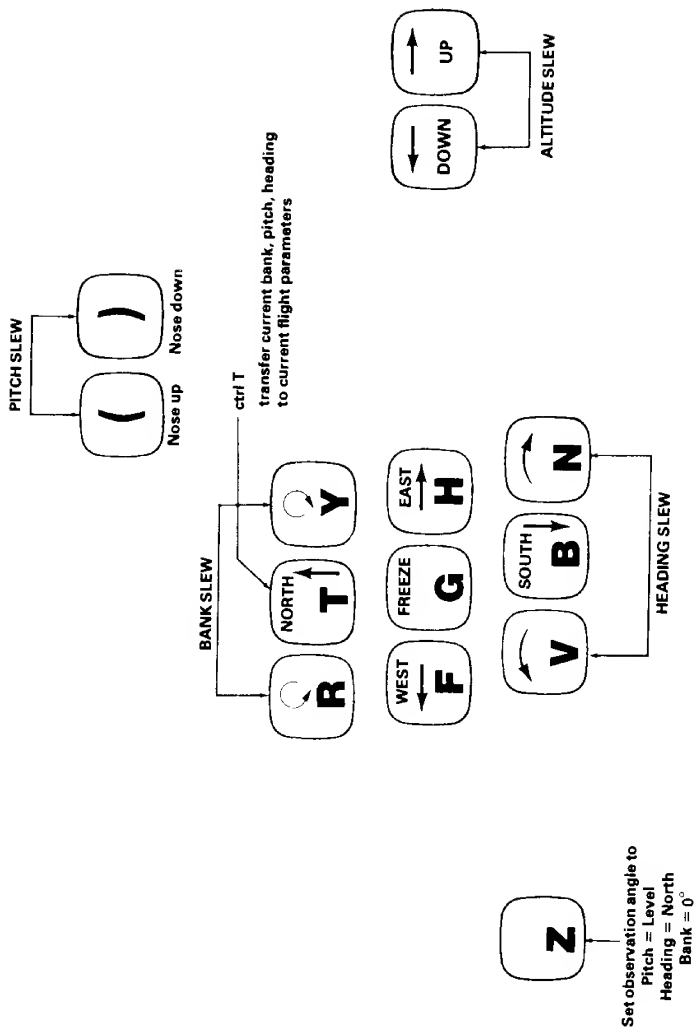 PITCH SLEW
(
)
Nose up
Nose down
ctrl T
transfer current bank, pitch, heading
to current flight parameters
BANK SLEW
R
NORTH
T
Y
WEST
F
FREEZE
G
EAST
H
V
SOUTH
B
N
HEADING SLEW
DOWN
UP
ALTITUDE SLEW
Z
Set observation angle to
Pitch = Level
Heading = North
Bank = 0°